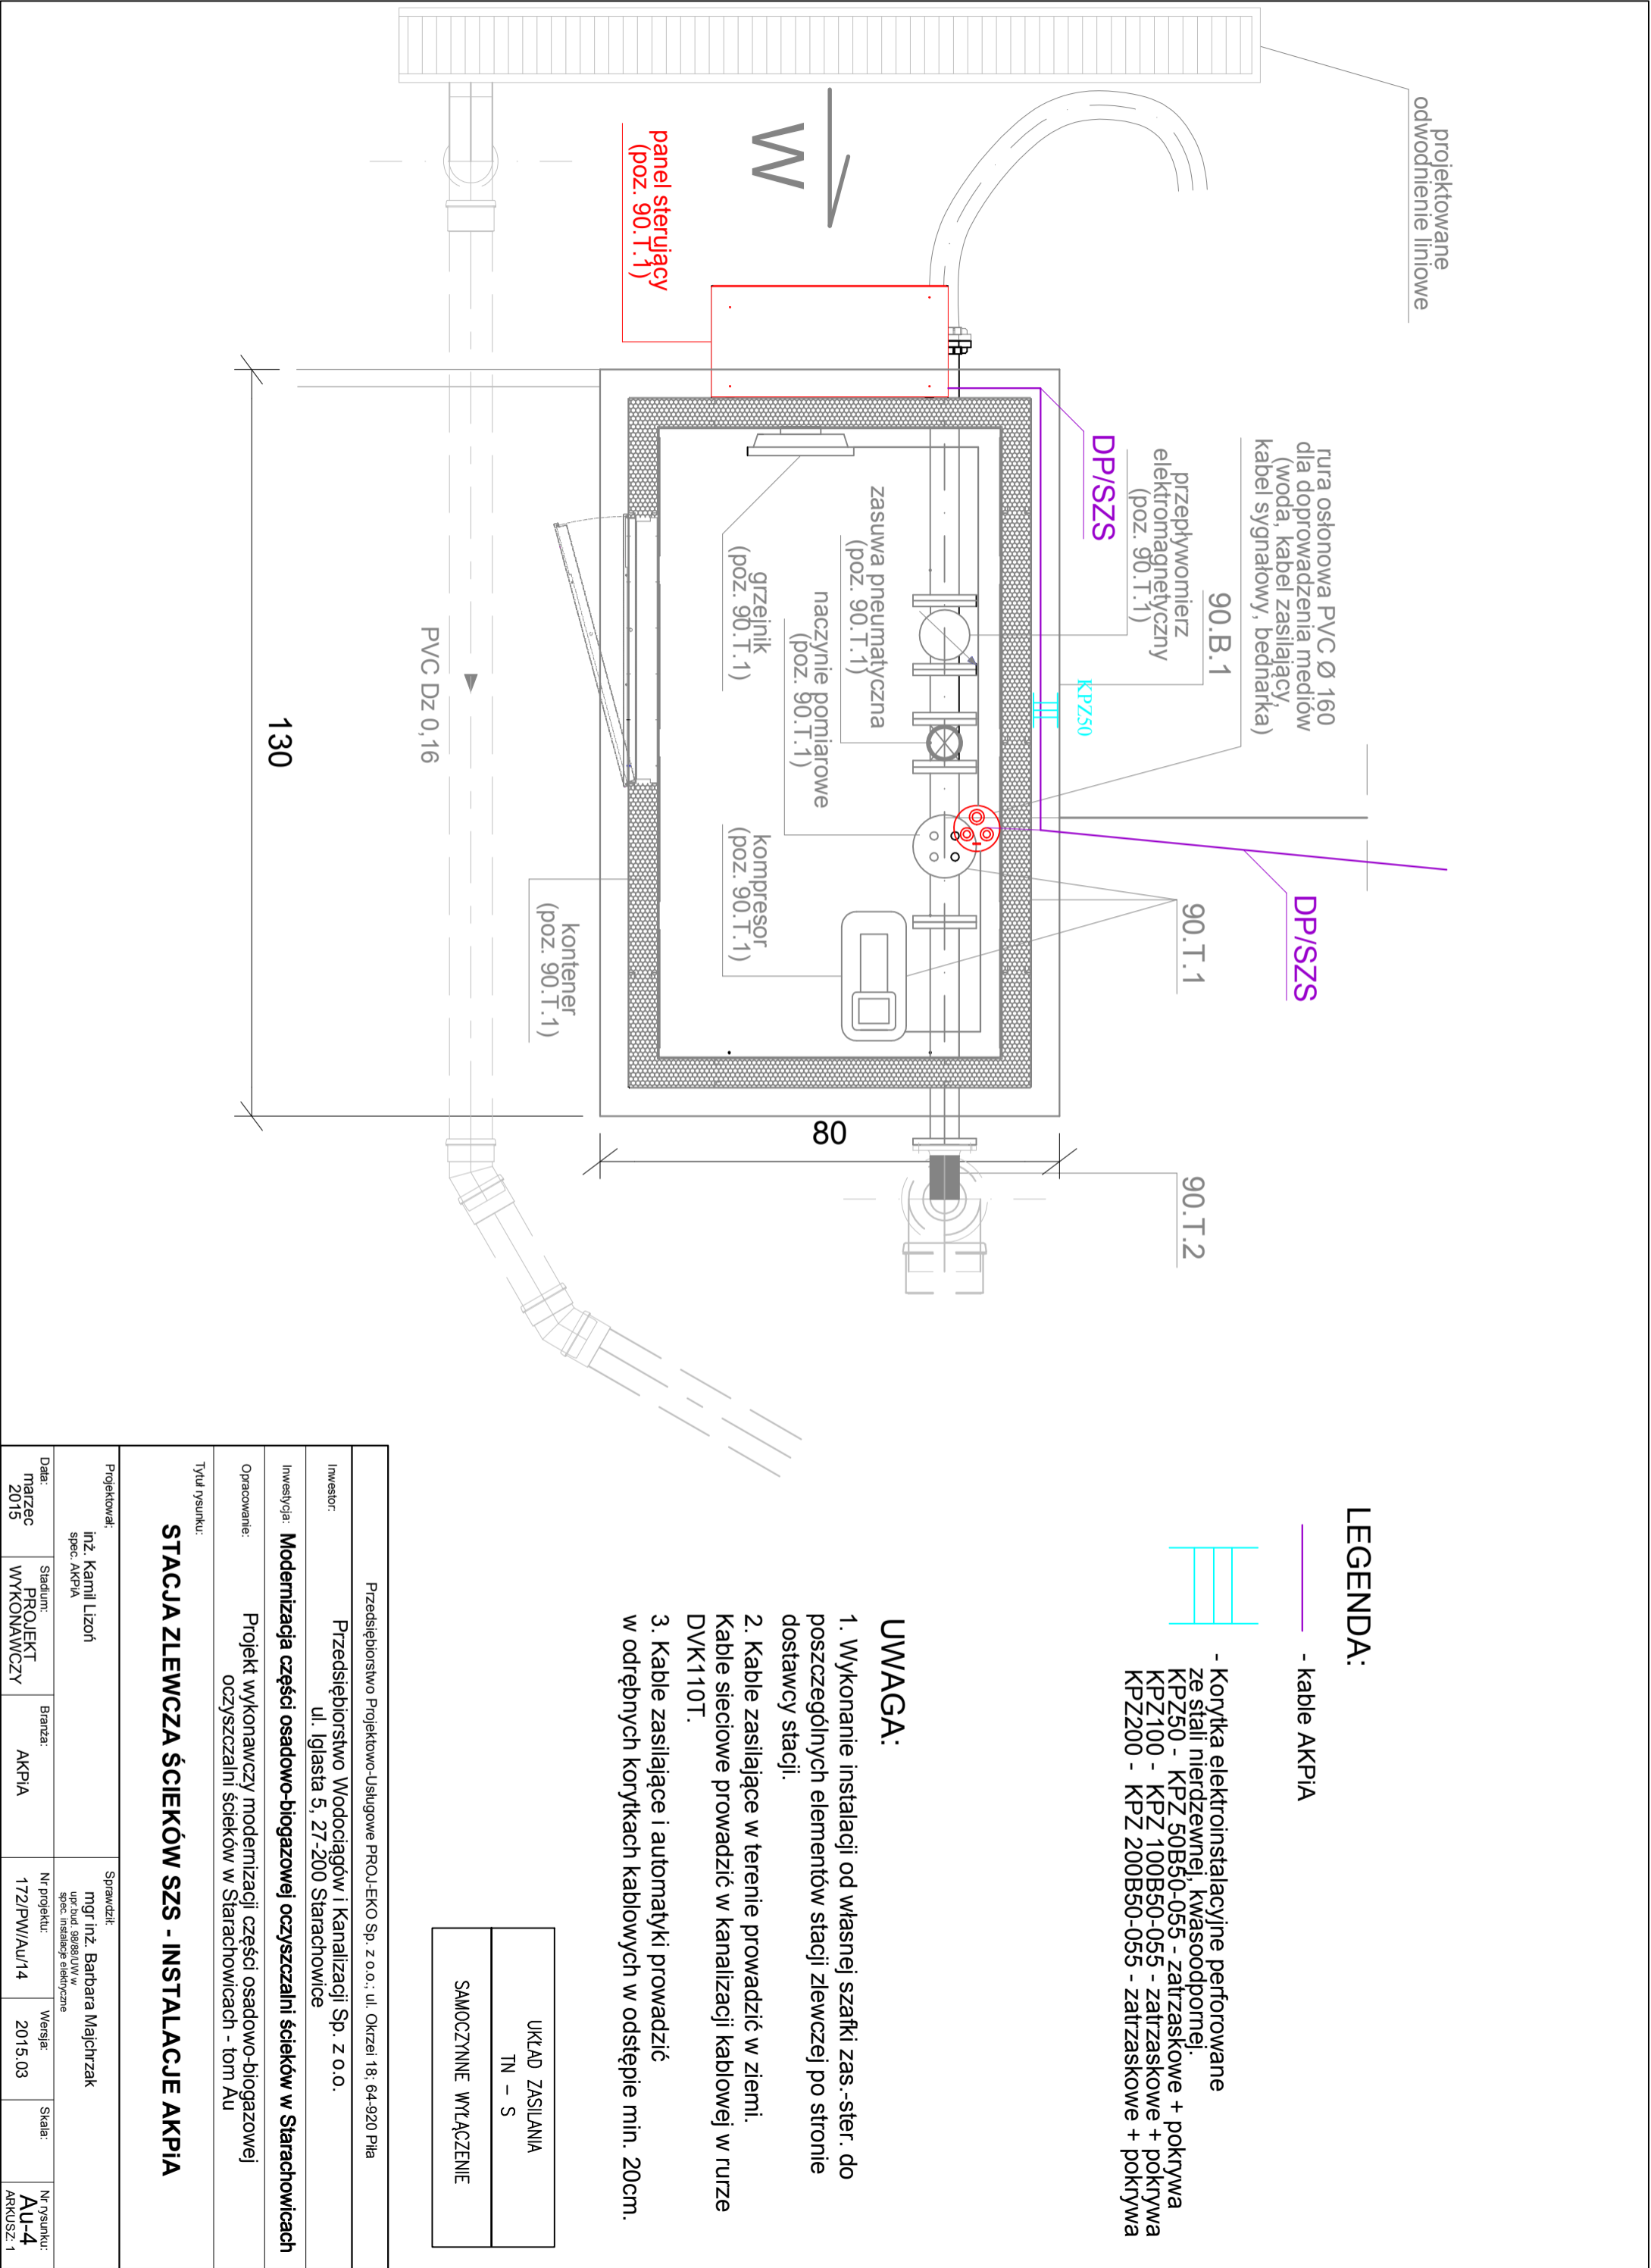 projektowane
odwodnienie liniowe
W
panel sterujący
(poz. 90.T.1)
rura osłonowa PVC Ø 160
dla doprowadzenia mediów
(woda, kabel zasilający,
kabel sygnałowy, bednarka)
90.B.1
przepływomierz
elektromagnetyczny
(poz. 90.T.1)
DP/SZS
KPZ50
DP/SZS
90.T.1
90.T.2
zasuwa pneumatyczna
(poz. 90.T.1)
naczynie pomiarowe
(poz. 90.T.1)
grzejnik
(poz. 90.T.1)
kompresor
(poz. 90.T.1)
kontener
(poz. 90.T.1)
80
PVC Dz 0,16
130
LEGENDA:
- kable AKPiA
- Korytka elektroinstalacyjne perforowane
ze stali nierdzewnej, kwasoodpornej.
KPZ50 - KPZ 50B50-055 - zatrzaskowe + pokrywa
KPZ100 - KPZ 100B50-055 - zatrzaskowe + pokrywa
KPZ200 - KPZ 200B50-055 - zatrzaskowe + pokrywa
UWAGA:
1. Wykonanie instalacji od własnej szafki zas.-ster. do
poszczególnych elementów stacji zlewczej po stronie
dostawcy stacji.
2. Kable zasilające w terenie prowadzić w ziemi.
Kable sieciowe prowadzić w kanalizacji kablowej w rurze
DVK110T.
3. Kable zasilające i automatyki prowadzić
w odrębnych korytkach kablowych w odstępie min. 20cm.
UKŁAD ZASILANIA
TN - S
SAMOCZYNNE WYŁĄCZENIE
Przedsiębiorstwo Projektowo-Usługowe PROJ-EKO Sp. z o.o.; ul. Okrzei 18; 64-920 Piła
Inwestor:
Przedsiębiorstwo Wodociągów i Kanalizacji Sp. z o.o.
ul. Iglasta 5, 27-200 Starachowice
Inwestycja: Modernizacja części osadowo-biogazowej oczyszczalni ścieków w Starachowicach
Opracowanie:
Projekt wykonawczy modernizacji części osadowo-biogazowej
oczyszczalni ścieków w Starachowicach - tom Au
Tytuł rysunku:
STACJA ZLEWCZA ŚCIEKÓW SZS - INSTALACJE AKPiA
Projektował:
inż. Kamil Lizoń
spec. AKPiA
Sprawdził:
mgr inż. Barbara Majchrzak
upr.bud. 98/88/UW w
spec. instalacje elektryczne
Data:
marzec
2015
Stadium:
PROJEKT
WYKONAWCZY
Branża:
AKPiA
Nr projektu:
172/PW/Au/14
Wersja:
2015.03
Skala:
Nr rysunku:
Au-4
ARKUSZ: 1